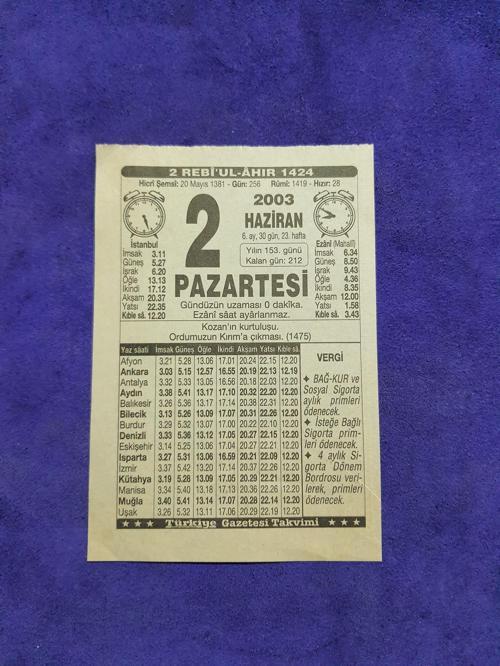 2 REBİ'UL-ÂHIR 1424
Hicrî Şemsî: 20 Mayıs 1381 - Gün: 256 Rûmî: 1419 - Hızır: 28
2
2003
HAZİRAN
6. ay, 30 gün, 23. hafta
Yılın 153. günü
Kalan gün: 212
PAZARTESİ
İstanbul
İmsak 3.11
Güneş 5.27
İşrak 6.20
Öğle 13.13
İkindi 17.12
Akşam 20.37
Yatsı 22.35
Kıble sâ. 12.20
Ezânî (Mahallî)
İmsak 6.34
Güneş 8.50
İşrak 9.43
Öğle 4.36
İkindi 8.35
Akşam 12.00
Yatsı 1.58
Kıble sâ. 3.43
Gündüzün uzaması 0 dakîka.
Ezânî sâat ayârlanmaz.
Kozan'ın kurtuluşu.
Ordumuzun Kırım'a çıkması. (1475)
Yaz sâati İmsak Güneş Öğle İkindi Akşam Yatsı Kıble sâ.
Afyon 3.21 5.28 13.06 17.01 20.24 22.15 12.20
Ankara 3.03 5.15 12.57 16.55 20.19 22.13 12.19
Antalya 3.32 5.33 13.05 16.56 20.18 22.03 12.20
Aydın 3.38 5.41 13.17 17.10 20.32 22.20 12.20
Balıkesir 3.26 5.36 13.17 17.14 20.38 22.31 12.20
Bilecik 3.13 5.26 13.09 17.07 20.31 22.26 12.20
Burdur 3.29 5.32 13.07 17.00 20.22 22.10 12.20
Denizli 3.33 5.36 13.12 17.05 20.27 22.15 12.20
Eskişehir 3.14 5.25 13.06 17.04 20.27 22.21 12.20
Isparta 3.27 5.31 13.06 16.59 20.21 22.09 12.20
İzmir 3.37 5.42 13.20 17.14 20.37 22.26 12.20
Kütahya 3.19 5.28 13.09 17.05 20.29 22.21 12.20
Manisa 3.34 5.40 13.18 17.13 20.36 22.26 12.20
Muğla 3.40 5.41 13.14 17.07 20.28 22.14 12.20
Uşak 3.26 5.32 13.11 17.06 20.29 22.19 12.20
VERGİ
✦ BAĞ-KUR ve
Sosyal Sigorta
aylık primleri
ödenecek.
✦ İsteğe Bağlı
Sigorta prim-
leri ödenecek.
✦ 4 aylık Si-
gorta Dönem
Bordrosu veri-
lerek, primleri
ödenecek.
★ ★ ★ Türkiye Gazetesi Takvimi ★ ★ ★